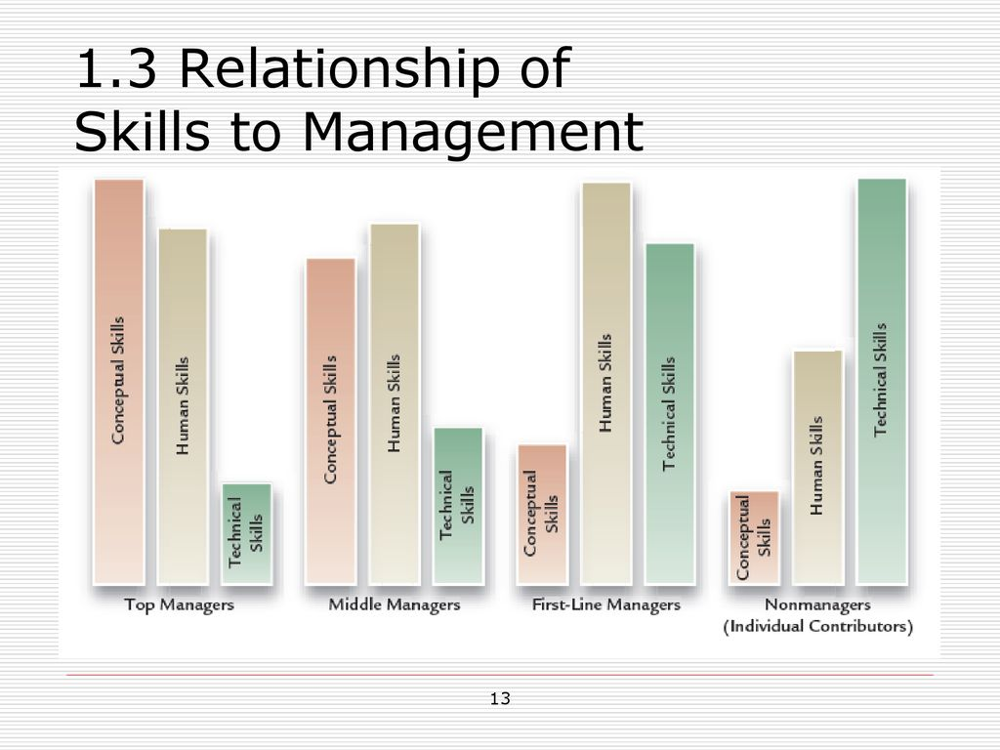 1.3 Relationship of
Skills to Management
Conceptual Skills
Human Skills
Technical
Skills
Conceptual Skills
Human Skills
Technical
Skills
Conceptual
Skills
Human Skills
Technical Skills
Conceptual
Skills
Human Skills
Technical Skills
Top Managers
Middle Managers
First-Line Managers
Nonmanagers
(Individual Contributors)
13